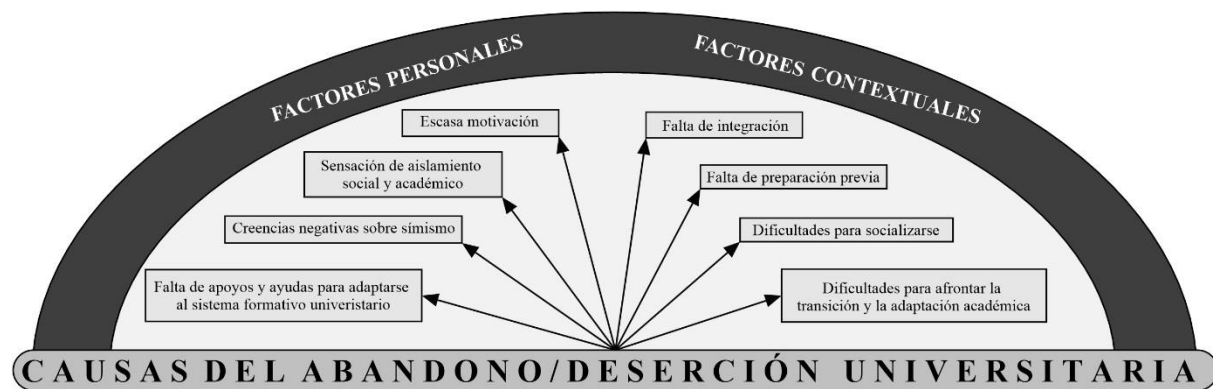 FACTORES PERSONALES
FACTORES CONTEXTUALES
Escasa motivación
Sensación de aislamiento
social y académico
Creencias negativas sobre símismo
Falta de apoyos y ayudas para adaptarse
al sistema formativo univeristario
Falta de integración
Falta de preparación previa
Dificultades para socializarse
Dificultades para afrontar la
transición y la adaptación académica
CAUSAS DEL ABANDONO/DESERCIÓN UNIVERSITARIA